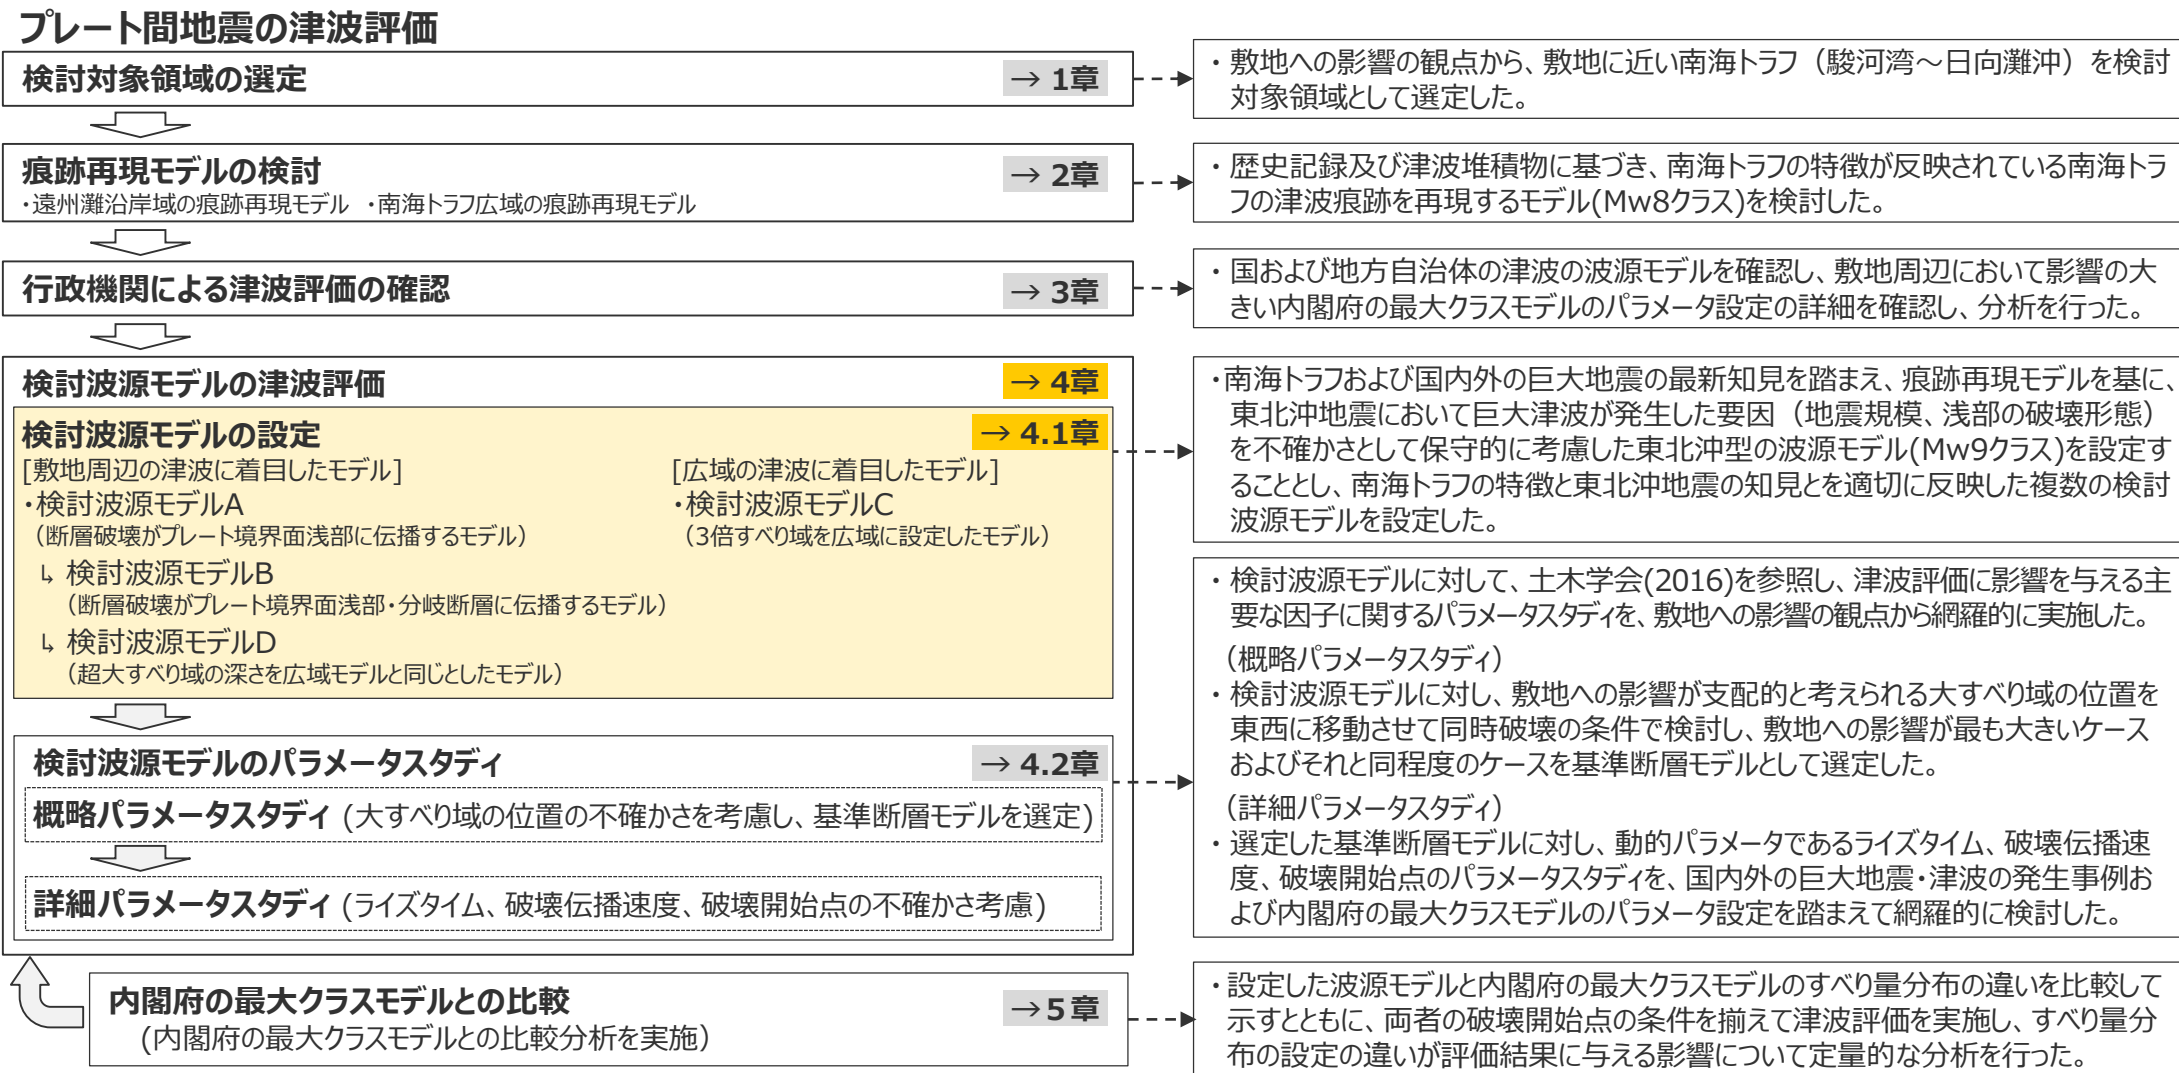 プレート間地震の津波評価
検討対象領域の選定
→ 1章
・敷地への影響の観点から、敷地に近い南海トラフ（駿河湾～日向灘沖）を検討
対象領域として選定した。
痕跡再現モデルの検討
→ 2章
・遠州灘沿岸域の痕跡再現モデル ・南海トラフ広域の痕跡再現モデル
・歴史記録及び津波堆積物に基づき、南海トラフの特徴が反映されている南海トラ
フの津波痕跡を再現するモデル(Mw8クラス)を検討した。
行政機関による津波評価の確認
→ 3章
・国および地方自治体の津波の波源モデルを確認し、敷地周辺において影響の大
きい内閣府の最大クラスモデルのパラメータ設定の詳細を確認し、分析を行った。
検討波源モデルの津波評価
→ 4章
検討波源モデルの設定
→ 4.1章
[敷地周辺の津波に着目したモデル]
・検討波源モデルA
（断層破壊がプレート境界面浅部に伝播するモデル）
↳ 検討波源モデルB
（断層破壊がプレート境界面浅部・分岐断層に伝播するモデル）
↳ 検討波源モデルD
（超大すべり域の深さを広域モデルと同じとしたモデル）
[広域の津波に着目したモデル]
・検討波源モデルC
（3倍すべり域を広域に設定したモデル）
・南海トラフおよび国内外の巨大地震の最新知見を踏まえ、痕跡再現モデルを基に、
東北沖地震において巨大津波が発生した要因（地震規模、浅部の破壊形態）
を不確かさとして保守的に考慮した東北沖型の波源モデル(Mw9クラス)を設定す
ることとし、南海トラフの特徴と東北沖地震の知見とを適切に反映した複数の検討
波源モデルを設定した。
検討波源モデルのパラメータスタディ
→ 4.2章
概略パラメータスタディ (大すべり域の位置の不確かさを考慮し、基準断層モデルを選定)
詳細パラメータスタディ (ライズタイム、破壊伝播速度、破壊開始点の不確かさ考慮)
・検討波源モデルに対して、土木学会(2016)を参照し、津波評価に影響を与える主
要な因子に関するパラメータスタディを、敷地への影響の観点から網羅的に実施した。
（概略パラメータスタディ）
・検討波源モデルに対し、敷地への影響が支配的と考えられる大すべり域の位置を
東西に移動させて同時破壊の条件で検討し、敷地への影響が最も大きいケース
およびそれと同程度のケースを基準断層モデルとして選定した。
（詳細パラメータスタディ）
・選定した基準断層モデルに対し、動的パラメータであるライズタイム、破壊伝播速
度、破壊開始点のパラメータスタディを、国内外の巨大地震・津波の発生事例お
よび内閣府の最大クラスモデルのパラメータ設定を踏まえて網羅的に検討した。
内閣府の最大クラスモデルとの比較
→5章
(内閣府の最大クラスモデルとの比較分析を実施)
・設定した波源モデルと内閣府の最大クラスモデルのすべり量分布の違いを比較して
示すとともに、両者の破壊開始点の条件を揃えて津波評価を実施し、すべり量分
布の設定の違いが評価結果に与える影響について定量的な分析を行った。